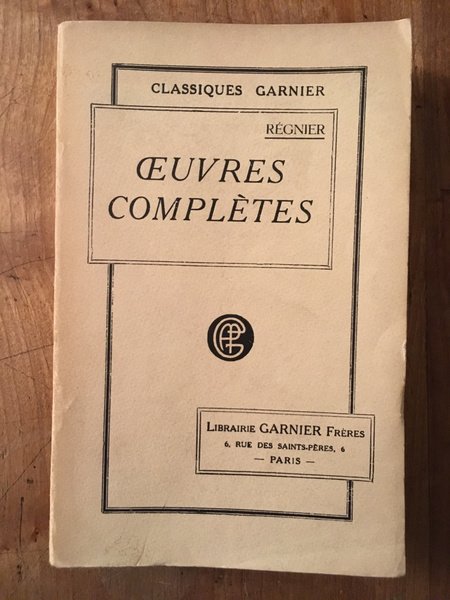 CLASSIQUES GARNIER
RÉGNIER
ŒUVRES
COMPLÈTES
LIBRAIRIE GARNIER FRÈRES
6, RUE DES SAINTS-PÈRES, 6
— PARIS —